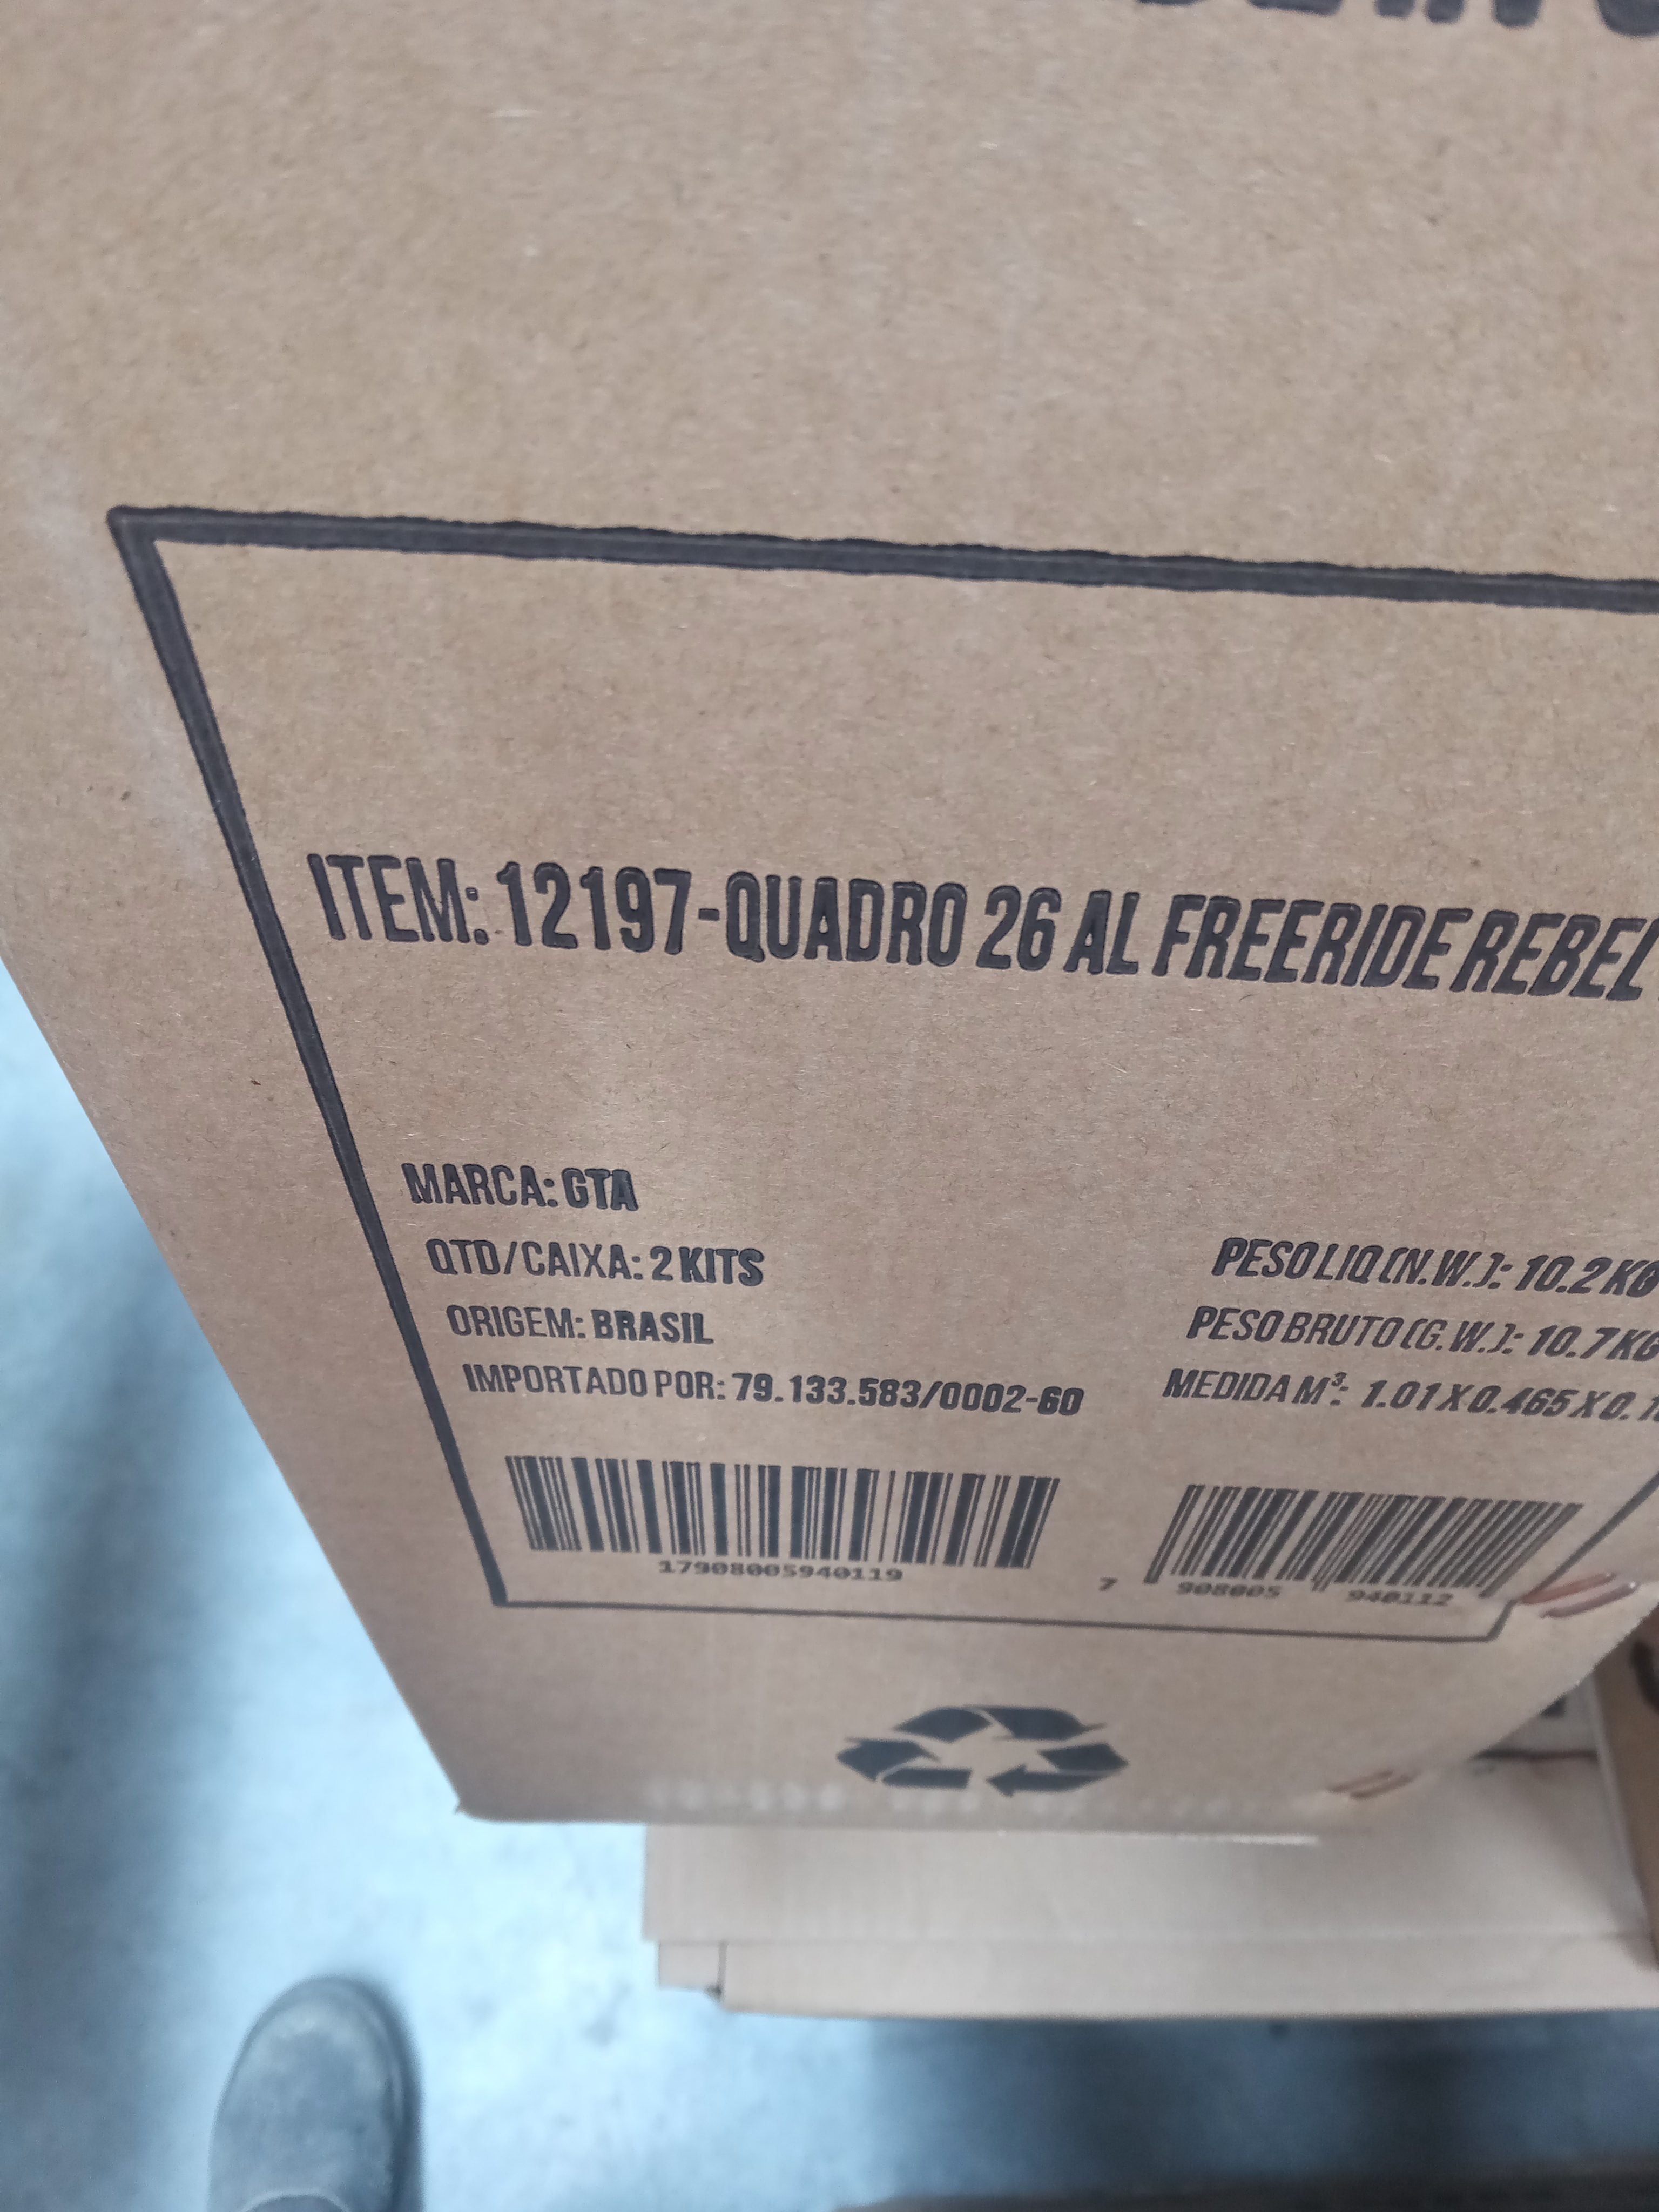 ITEM: 12197-QUADRO 26 AL FREERIDE REBEL
MARCA: GTA
QTD/CAIXA: 2 KITS
ORIGEM: BRASIL
IMPORTADO POR: 79.133.583/0002-60
PESO LIQ (N.W.): 10.2 KG
PESO BRUTO (G.W.): 10.7 KG
MEDIDA M³: 1.01 X 0.465 X 0.1
17908005940119
7 908005 940112